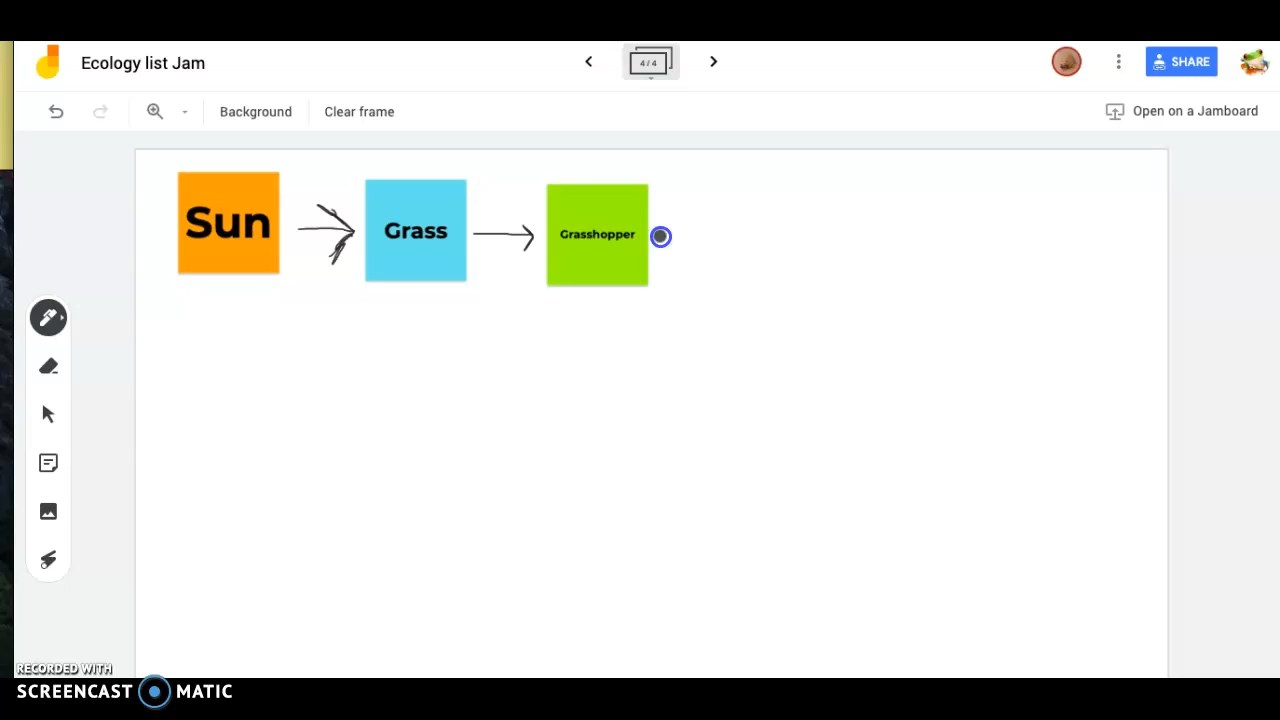 Ecology list Jam
4 / 4
SHARE
Background
Clear frame
Open on a Jamboard
Sun
Grass
Grasshopper
RECORDED WITH
SCREENCAST MATIC